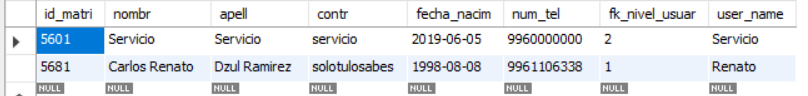 id_matri nombr apell contr fecha_nacim num_tel fk_nivel_usuar user_name
5601 Servicio Servicio servicio 2019-06-05 9960000000 2 Servicio
5681 Carlos Renato Dzul Ramirez solotulosabes 1998-08-08 9961106338 1 Renato
NULL NULL NULL NULL NULL NULL NULL NULL